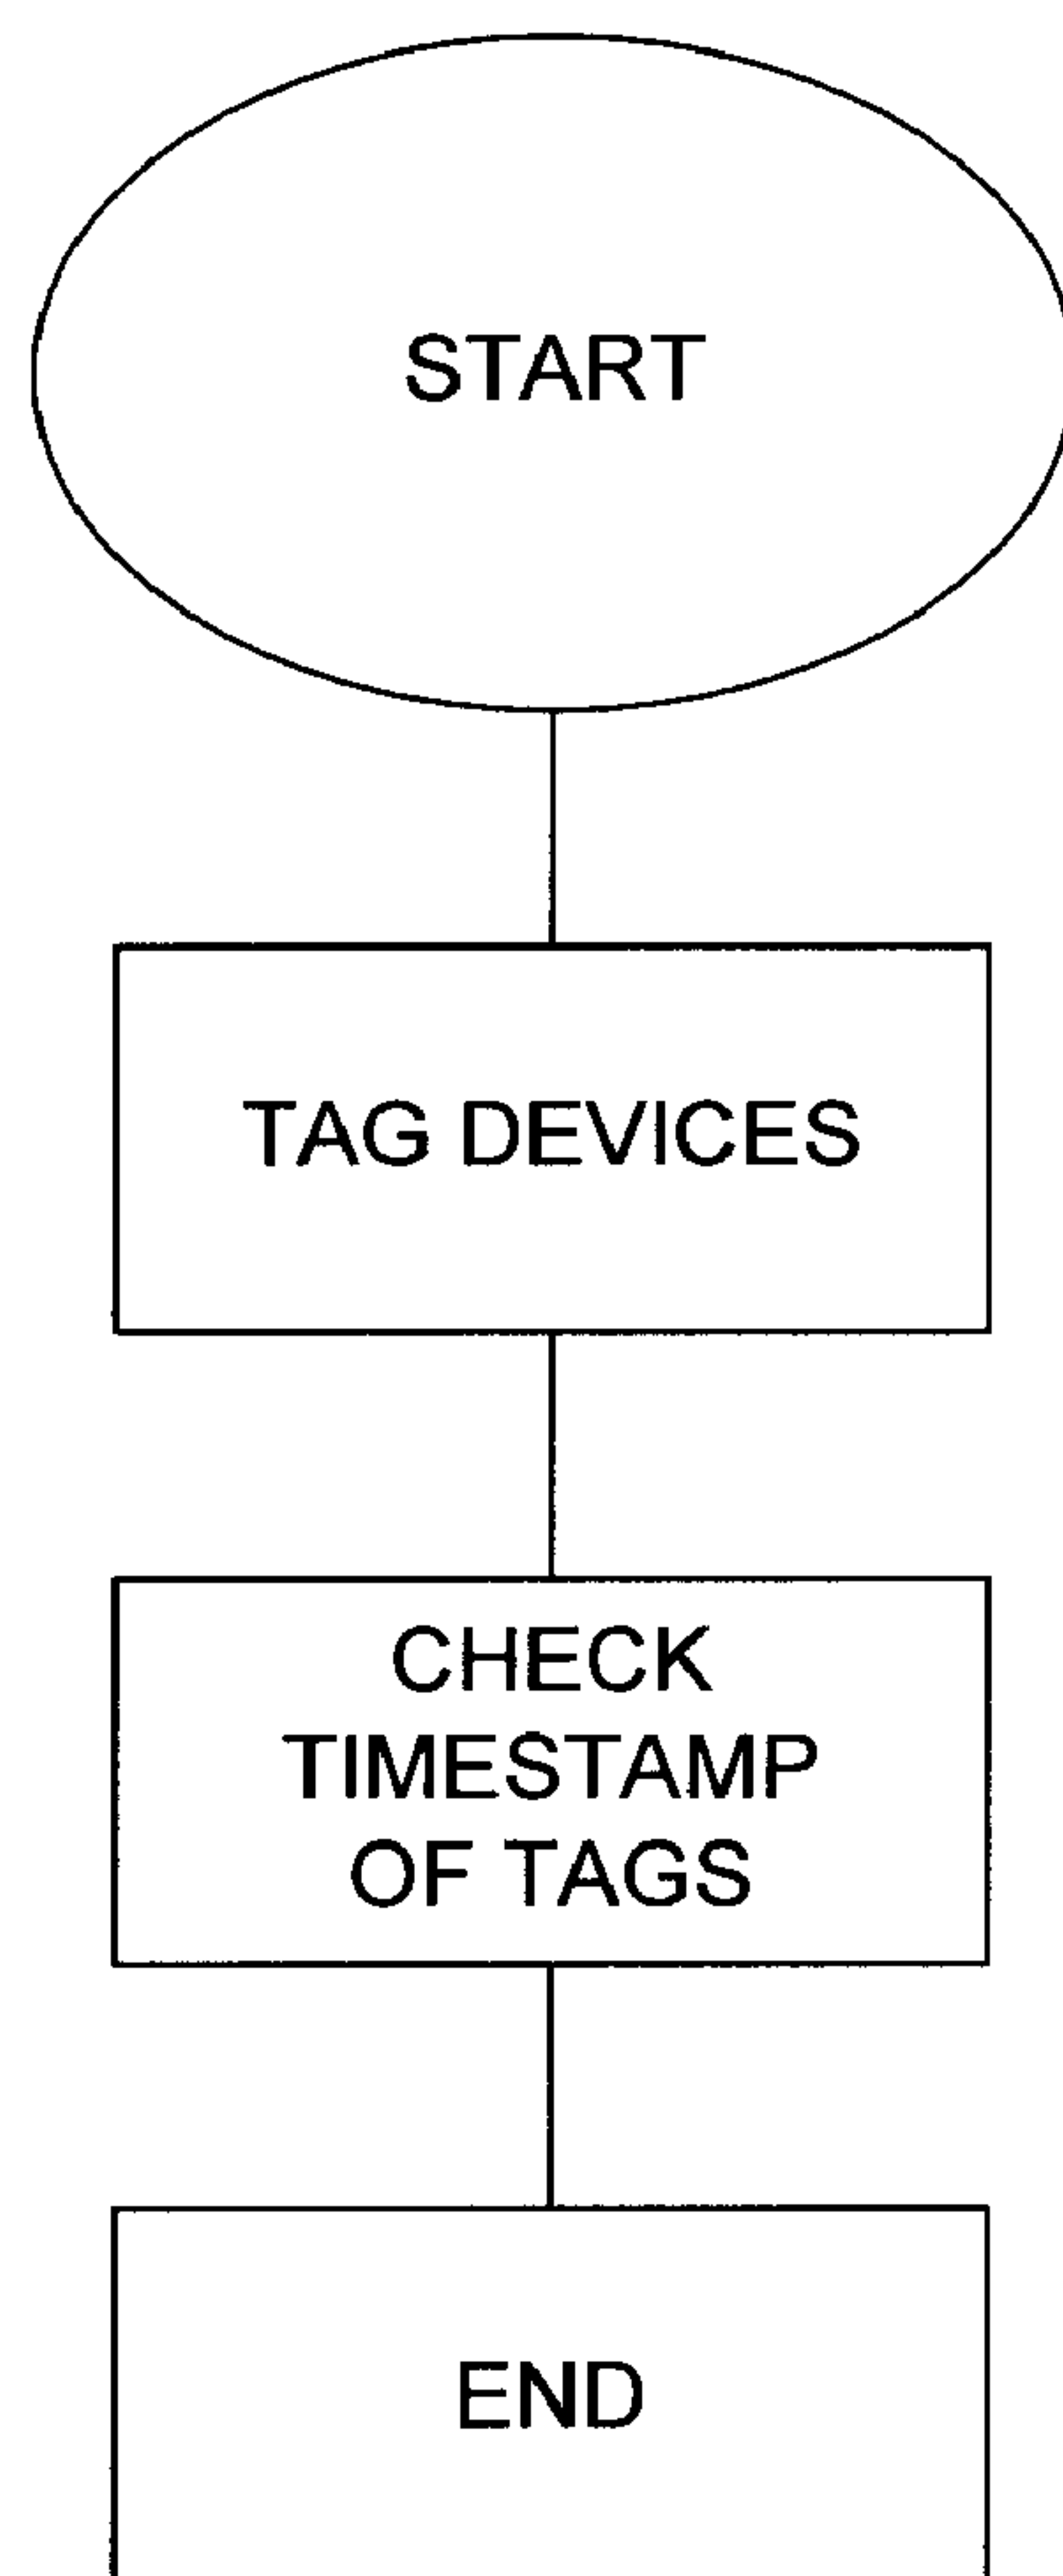 START
TAG DEVICES
CHECK
TIMESTAMP
OF TAGS
END